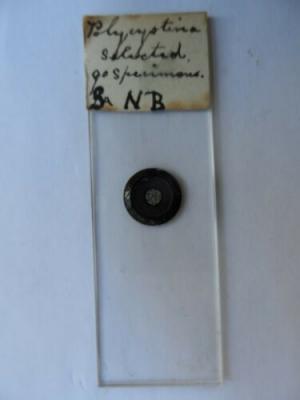 Polycystina
selected,
90 specimens.
NB